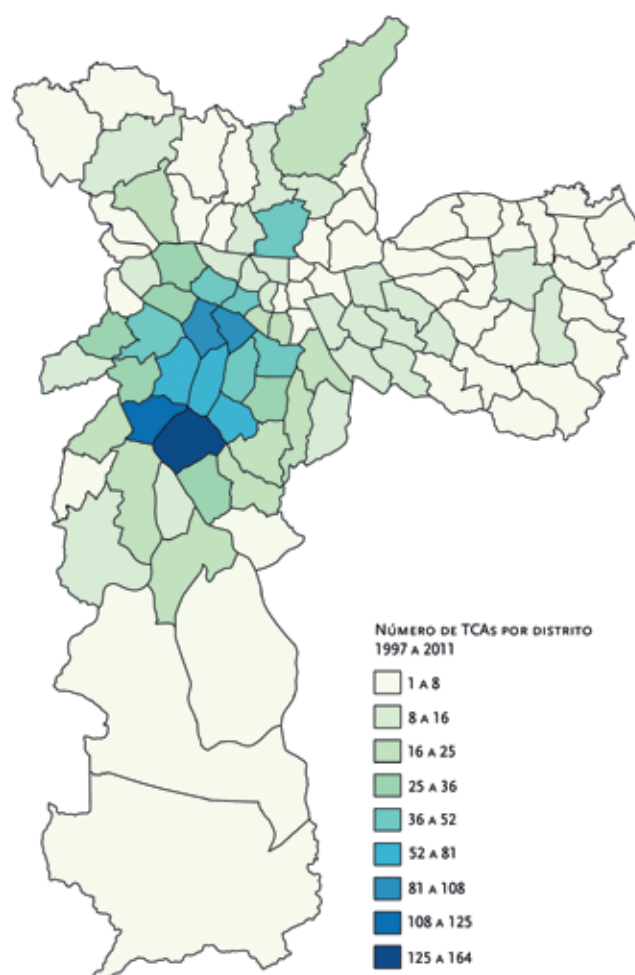 Número de TCAs por distrito
1997 a 2011
1 a 8
8 a 16
16 a 25
25 a 36
36 a 52
52 a 81
81 a 108
108 a 125
125 a 164